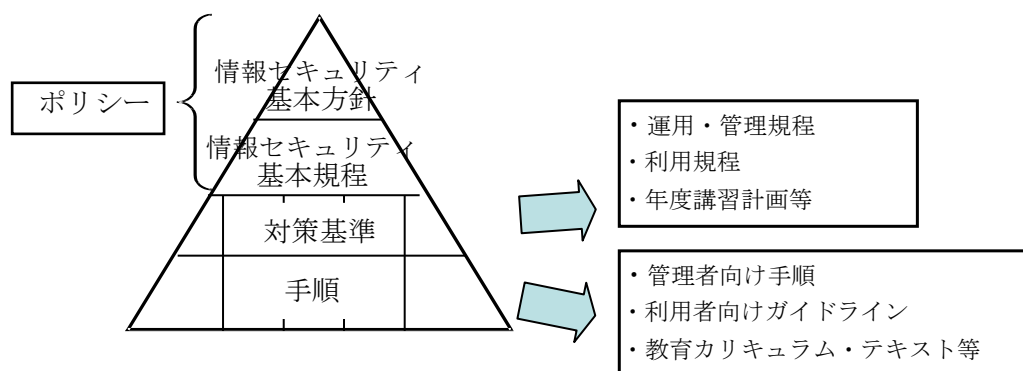 情報セキュリティ
基本方針
ポリシー
情報セキュリティ
基本規程
対策基準
手順
・運用・管理規程
・利用規程
・年度講習計画等
・管理者向け手順
・利用者向けガイドライン
・教育カリキュラム・テキスト等